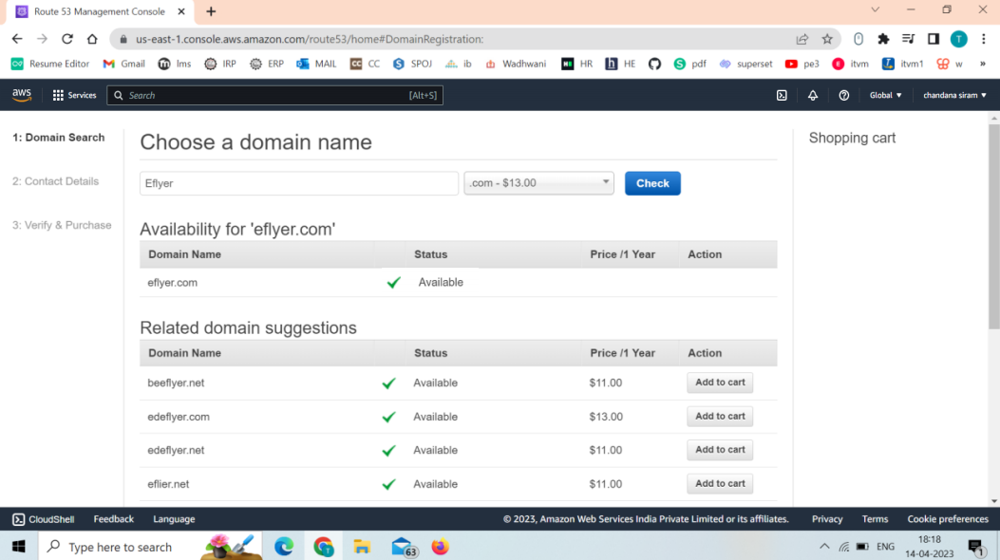 Route 53 Management Console
us-east-1.console.aws.amazon.com/route53/home#DomainRegistration:
Resume Editor Gmail lms IRP ERP MAIL CC CC SPOJ ib Wadhwani HR HE pdf superset pe3 itvm itvm1 w »
aws Services Search [Alt+S] Global chandana siram
1: Domain Search
2: Contact Details
3: Verify & Purchase
Choose a domain name
Eflyer .com - $13.00 Check
Availability for 'eflyer.com'
Domain Name Status Price /1 Year Action
eflyer.com Available
Related domain suggestions
Domain Name Status Price /1 Year Action
beeflyer.net Available $11.00 Add to cart
edeflyer.com Available $13.00 Add to cart
edeflyer.net Available $11.00 Add to cart
eflier.net Available $11.00 Add to cart
Shopping cart
CloudShell Feedback Language © 2023, Amazon Web Services India Private Limited or its affiliates. Privacy Terms Cookie preferences
Type here to search 63 ENG 18:18
14-04-2023 1